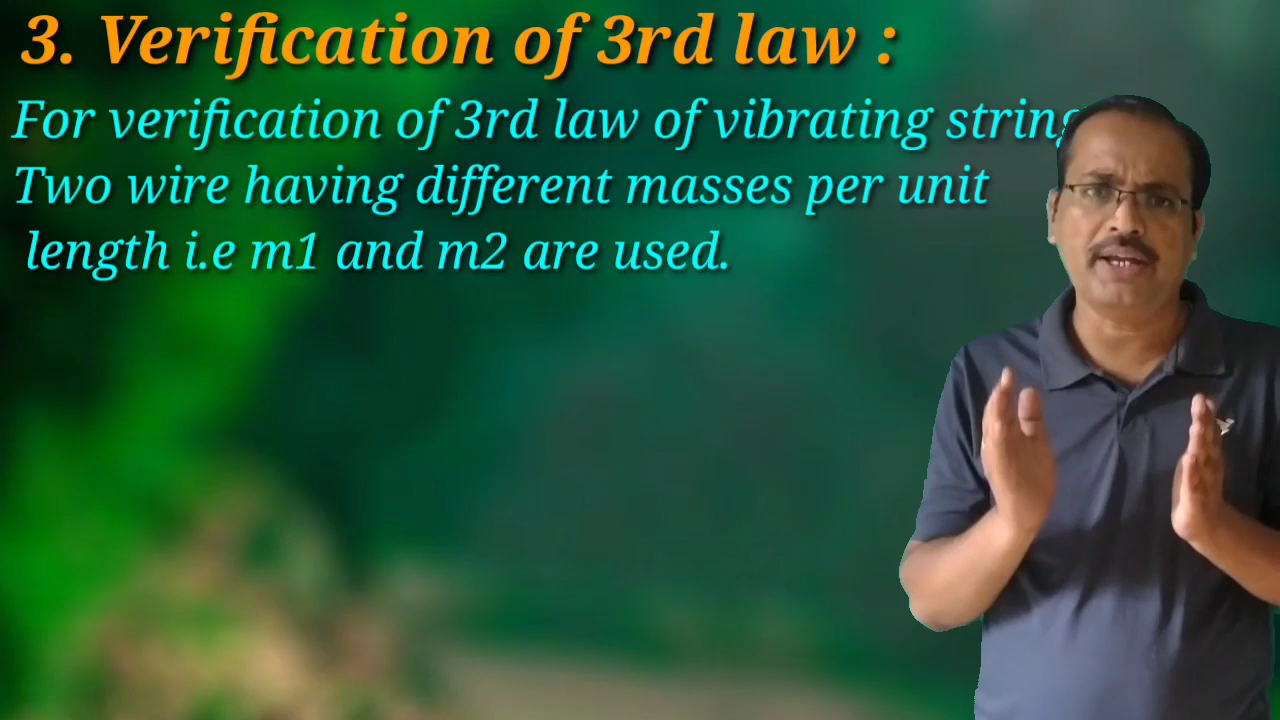 3. Verification of 3rd law :
For verification of 3rd law of vibrating string
Two wire having different masses per unit
length i.e m1 and m2 are used.